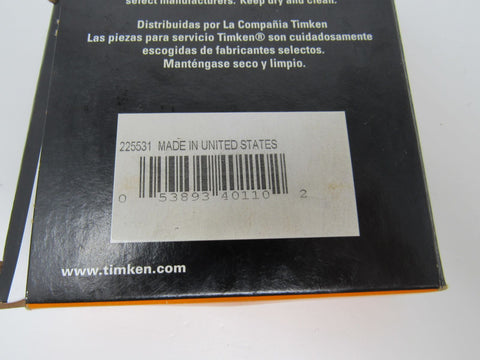 select manufacturers. Keep dry and clean.
Distribuidas por La Compañia Timken
Las piezas para servicio Timken® son cuidadosamente
escogidas de fabricantes selectos.
Manténgase seco y limpio.
225531 MADE IN UNITED STATES
0 53893 40110 2
www.timken.com